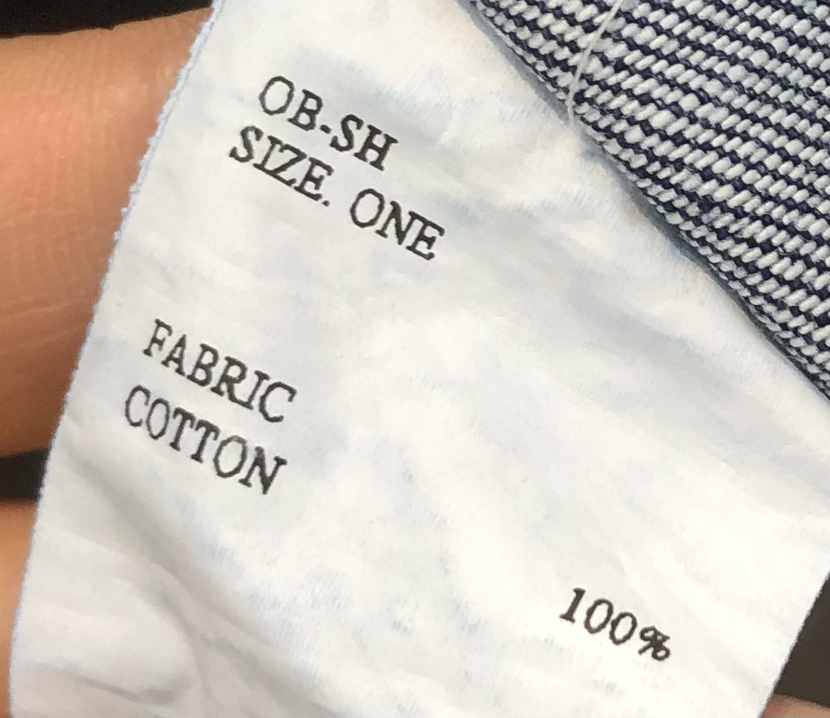 OB-SH
SIZE. ONE
FABRIC
COTTON
100%